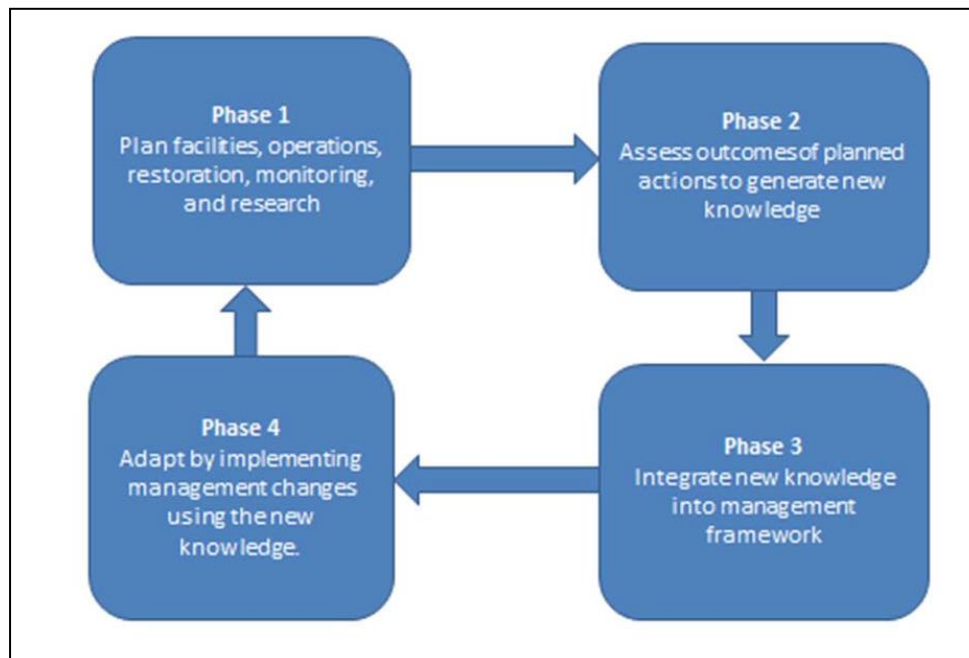 Phase 1
Plan facilities, operations,
restoration, monitoring,
and research
Phase 2
Assess outcomes of planned
actions to generate new
knowledge
Phase 3
Integrate new knowledge
into management
framework
Phase 4
Adapt by implementing
management changes
using the new
knowledge.